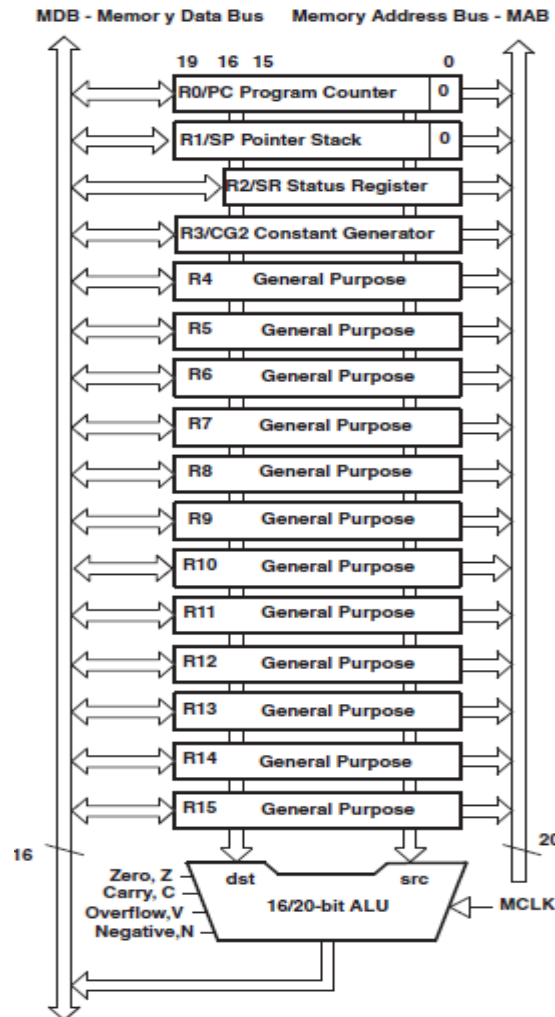 MDB - Memor y Data Bus Memory Address Bus - MAB
19 16 15 0
R0/PC Program Counter 0
R1/SP Pointer Stack 0
R2/SR Status Register
R3/CG2 Constant Generator
R4 General Purpose
R5 General Purpose
R6 General Purpose
R7 General Purpose
R8 General Purpose
R9 General Purpose
R10 General Purpose
R11 General Purpose
R12 General Purpose
R13 General Purpose
R14 General Purpose
R15 General Purpose
16 20
Zero, Z dst src
Carry, C
16/20-bit ALU MCLK
Overflow,V
Negative,N